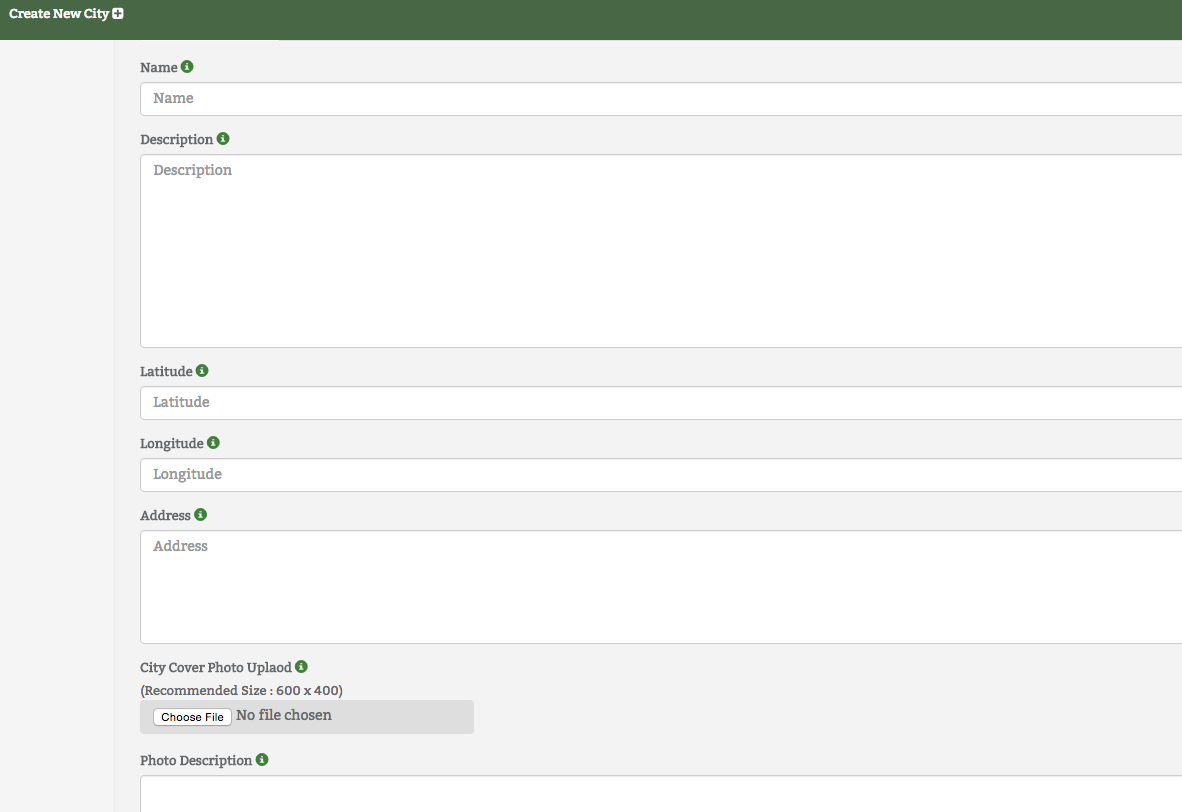 Create New City
Name
Name
Description
Description
Latitude
Latitude
Longitude
Longitude
Address
Address
City Cover Photo Uplaod
(Recommended Size : 600 x 400)
Choose File No file chosen
Photo Description